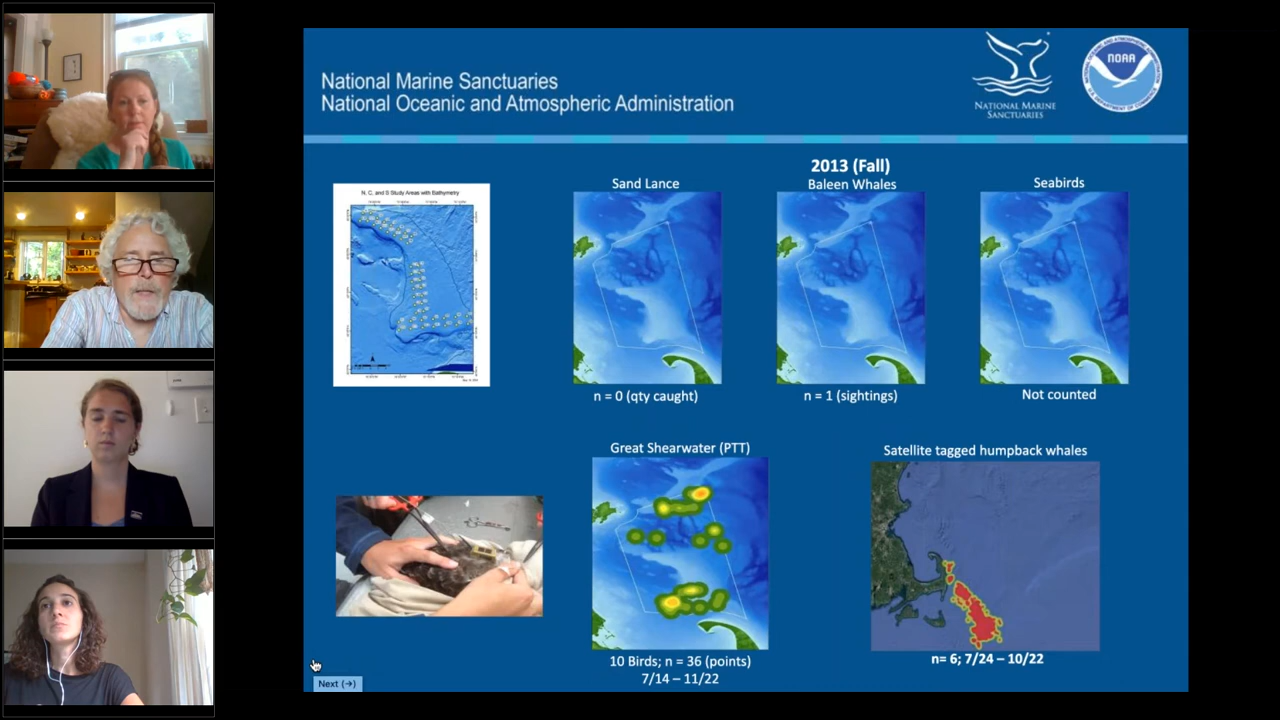 National Marine Sanctuaries
National Oceanic and Atmospheric Administration
NATIONAL MARINE
SANCTUARIES
NOAA
2013 (Fall)
N, C, and S Study Areas with Bathymetry
Sand Lance
Baleen Whales
Seabirds
n = 0 (qty caught)
n = 1 (sightings)
Not counted
Great Shearwater (PTT)
Satellite tagged humpback whales
10 Birds; n = 36 (points)
7/14 – 11/22
n= 6; 7/24 – 10/22
Next (→)